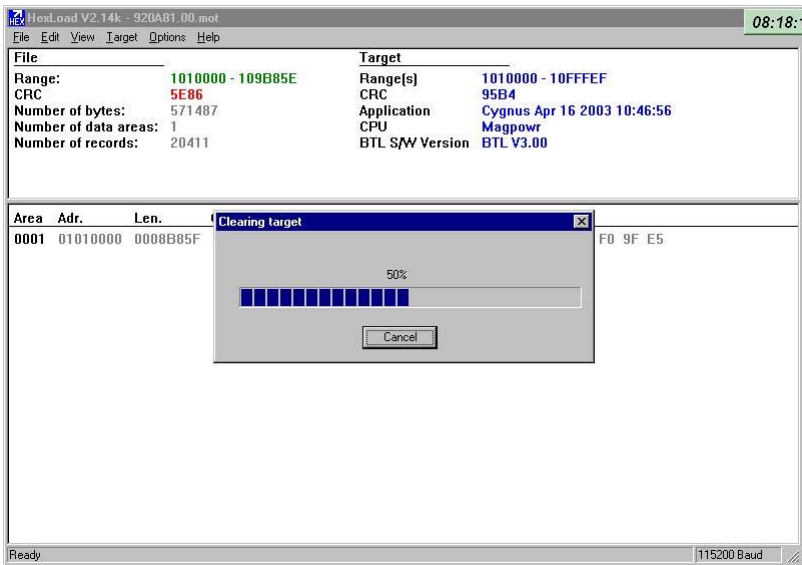 HEX HexLoad V2.14k - 920A81.00.mot
08:18:
File Edit View Target Options Help
File Target
Range: 1010000 - 109B85E Range(s) 1010000 - 10FFFEF
CRC 5E86 CRC 95B4
Number of bytes: 571487 Application Cygnus Apr 16 2003 10:46:56
Number of data areas: 1 CPU Magpowr
Number of records: 20411 BTL S/W Version BTL V3.00
Area Adr. Len.
Clearing target
0001 01010000 0008B85F F0 9F E5
50%
Cancel
Ready 115200 Baud